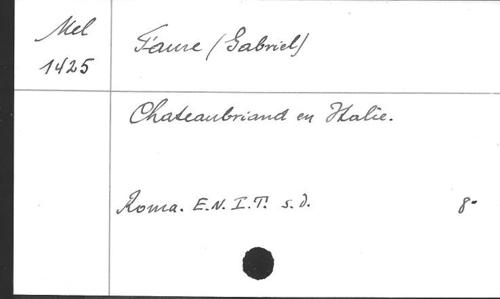 Mel
1425
Faure (Gabriel)
Chateaubriand en Italie.
Roma. E.N.I.T. s.d. 8°